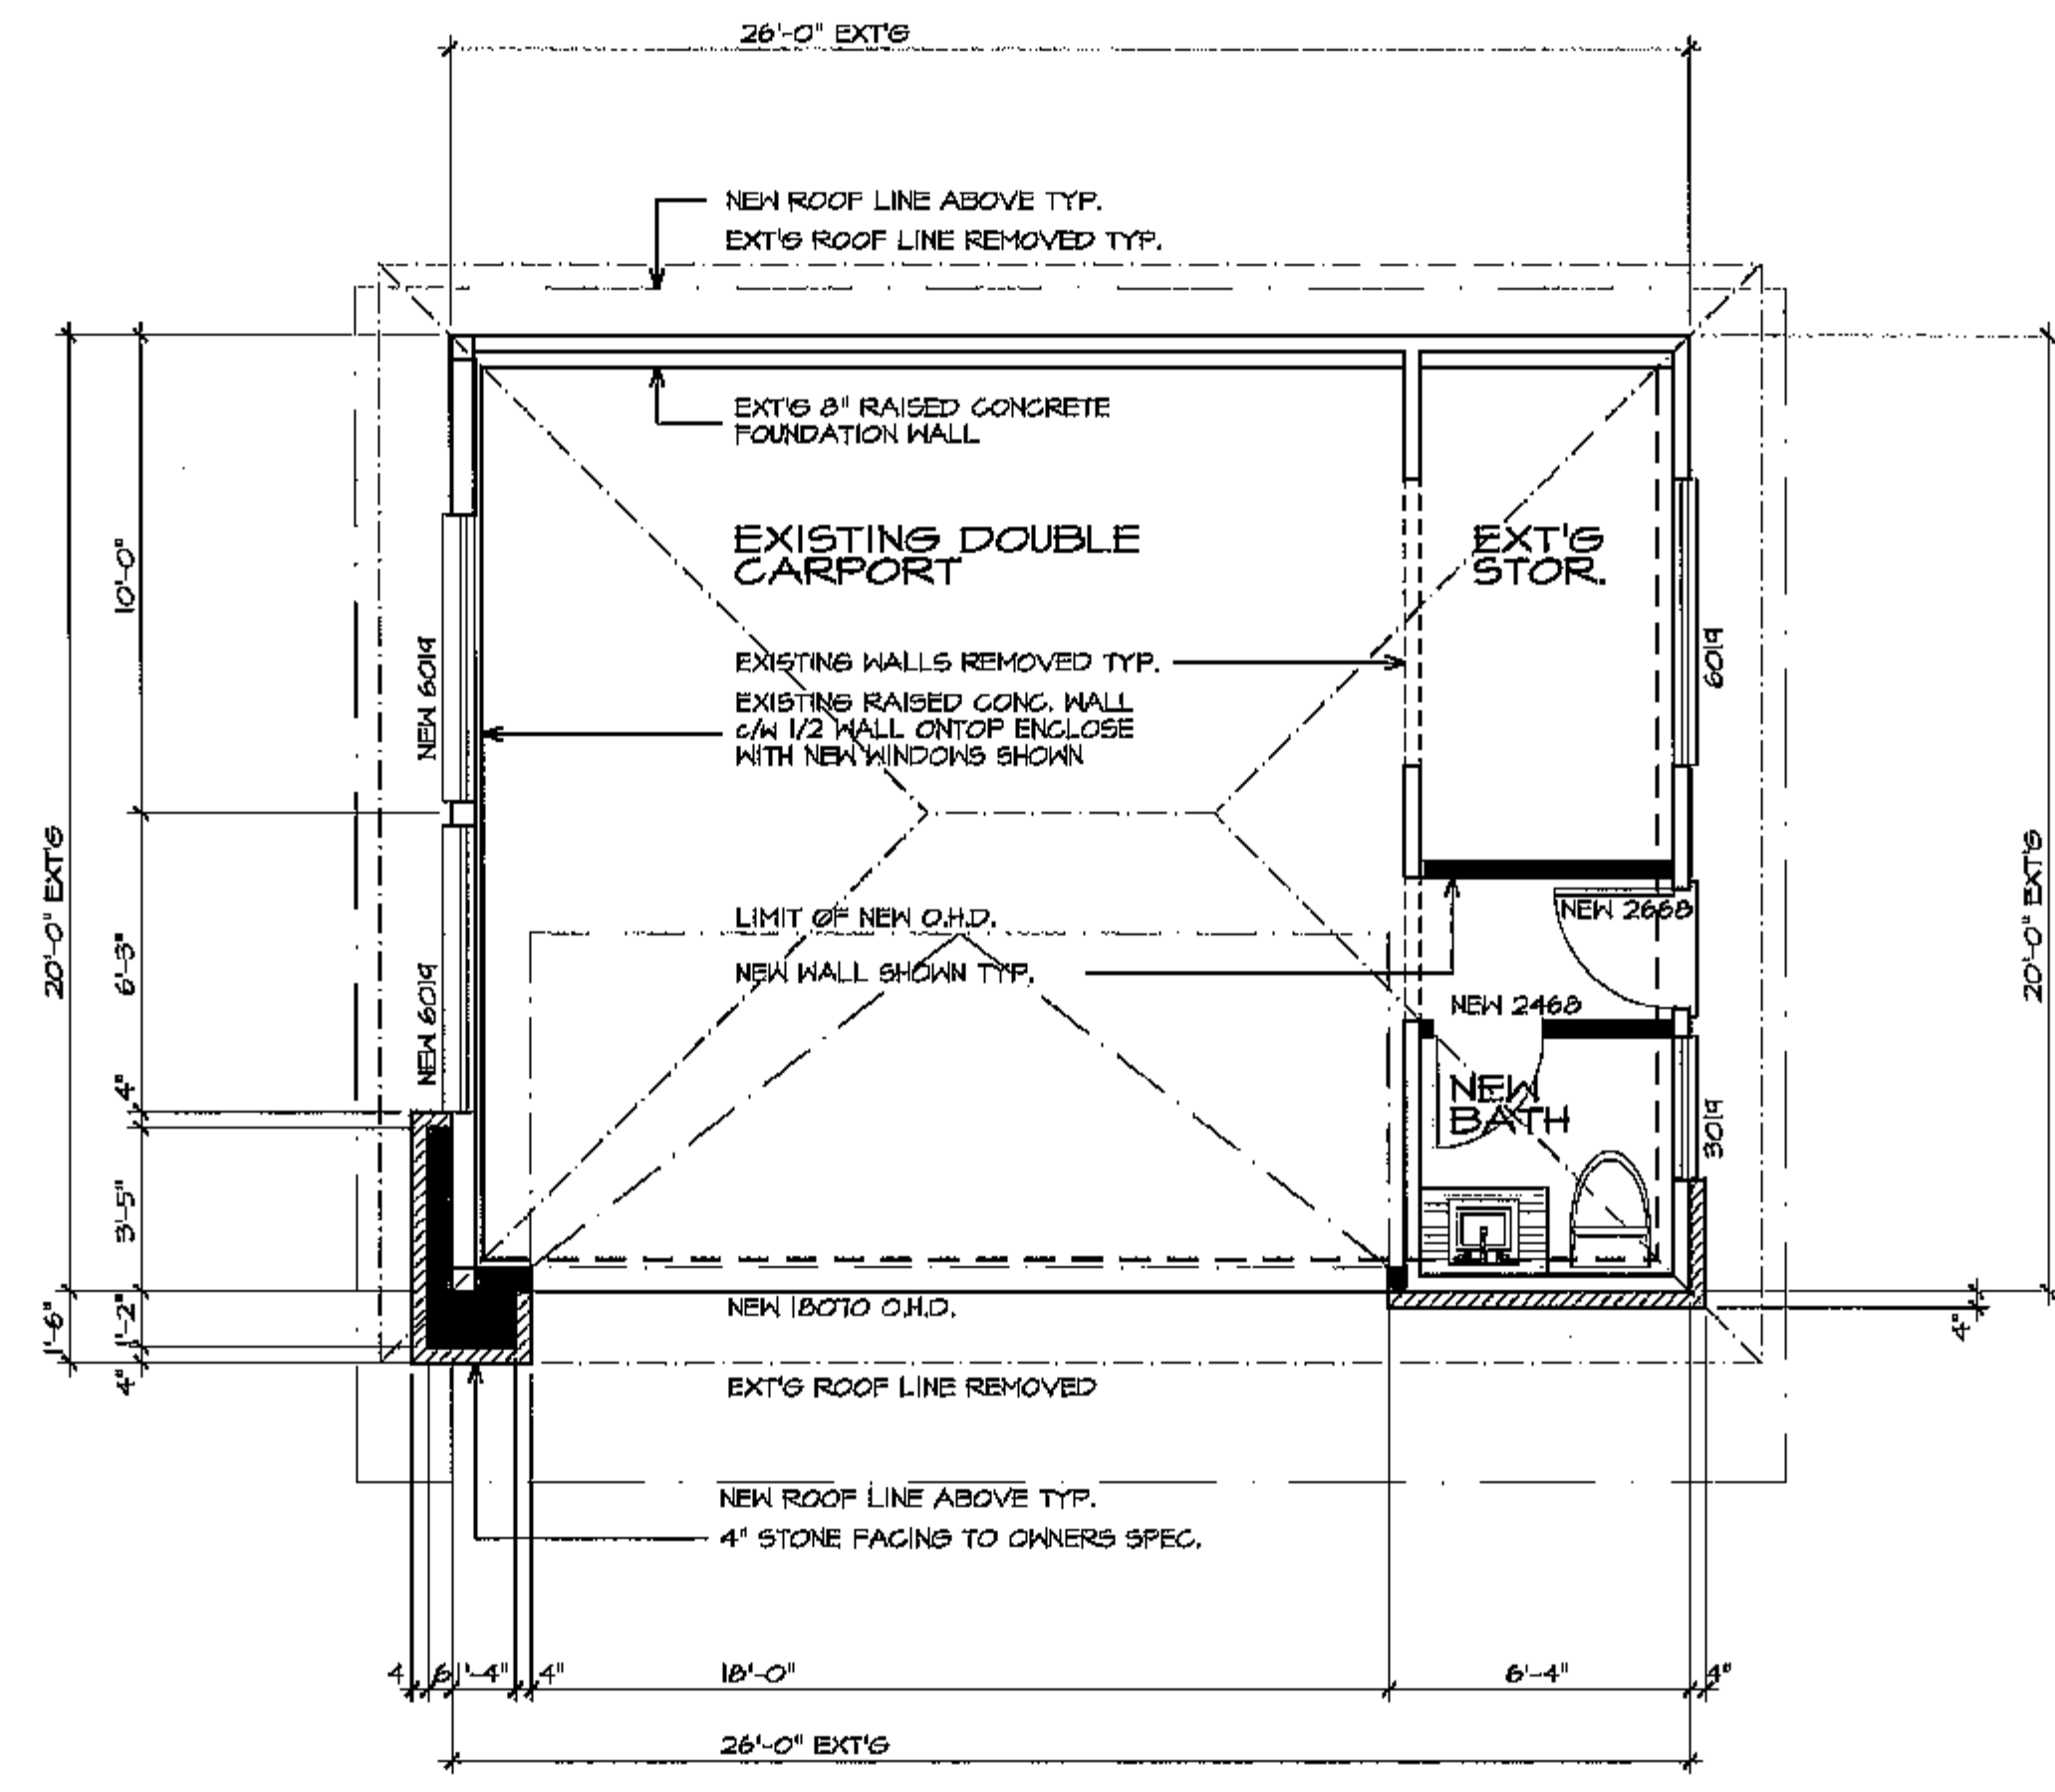 26'-0" EXT'G
NEW ROOF LINE ABOVE TYP.
EXT'G ROOF LINE REMOVED TYP.
EXT'G 8" RAISED CONCRETE
FOUNDATION WALL
EXISTING DOUBLE
CARPORT
EXT'G
STOR.
10'-0"
NEW 6019
6019
EXISTING WALLS REMOVED TYP.
EXISTING RAISED CONC. WALL
c/w 1/2 WALL ONTOP ENCLOSE
WITH NEW WINDOWS SHOWN
20'-0" EXT'G
20'-0" EXT'G
LIMIT OF NEW O.H.D.
NEW 2668
6'-3"
NEW WALL SHOWN TYP.
NEW 2468
NEW 6019
4"
NEW
BATH
3019
3'-5"
1'-6"
1'-2"
4"
NEW 18070 O.H.D.
4"
EXT'G ROOF LINE REMOVED
NEW ROOF LINE ABOVE TYP.
4" STONE FACING TO OWNERS SPEC.
4 6 1'-4" 4" 18'-0" 6'-4" 4"
26'-0" EXT'G